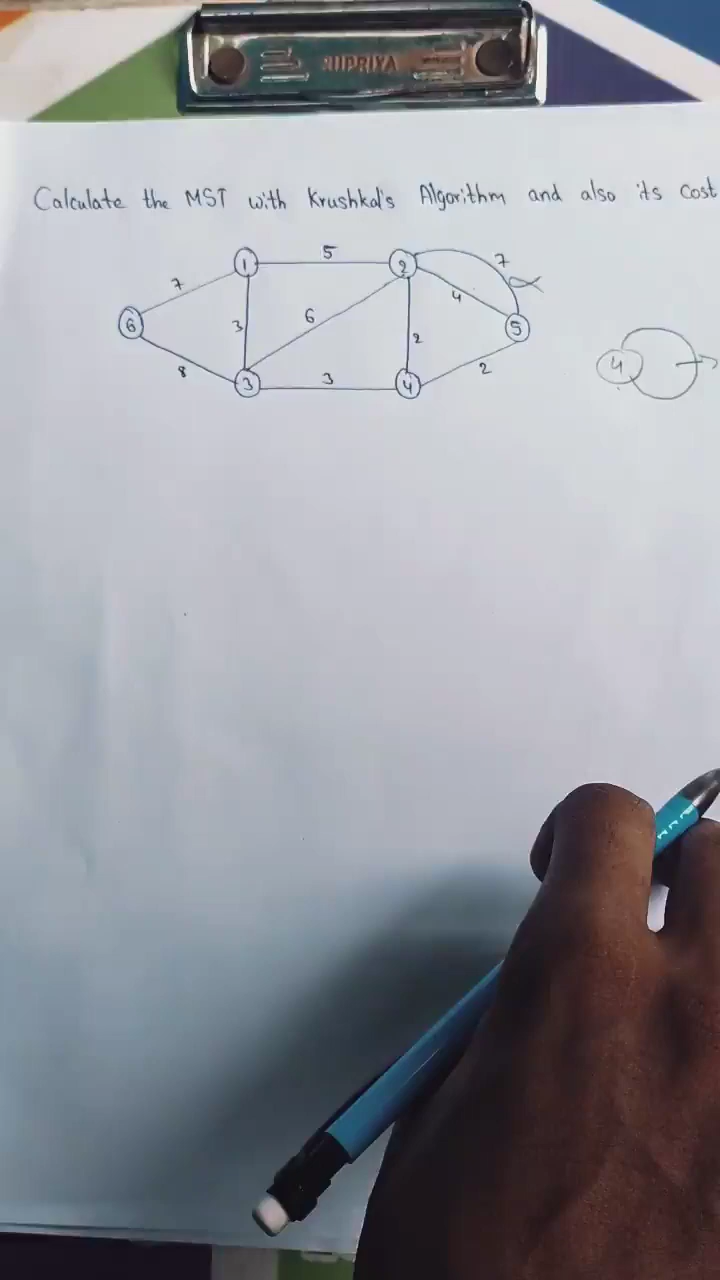 NIPRIYA
Calculate the MST with Krushkal's Algorithm and also its cost
1 5 2 7
7 4
6 3 6 2 5
8 3 3 4 2
4